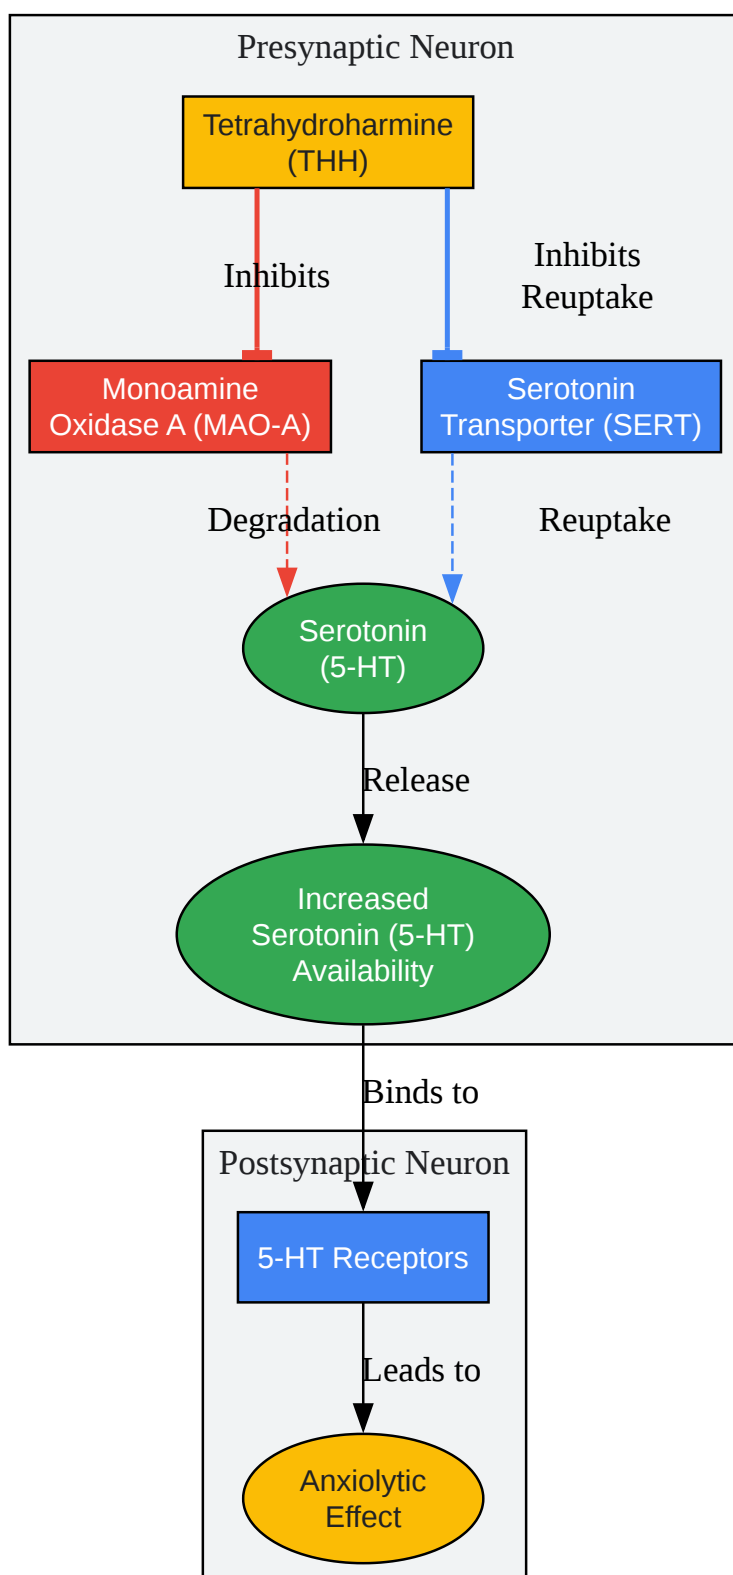 Presynaptic Neuron
Tetrahydroharmine
(THH)
Inhibits
Inhibits
Reuptake
Monoamine
Oxidase A (MAO-A)
Serotonin
Transporter (SERT)
Degradation
Reuptake
Serotonin
(5-HT)
Release
Increased
Serotonin (5-HT)
Availability
Binds to
Postsynaptic Neuron
5-HT Receptors
Leads to
Anxiolytic
Effect